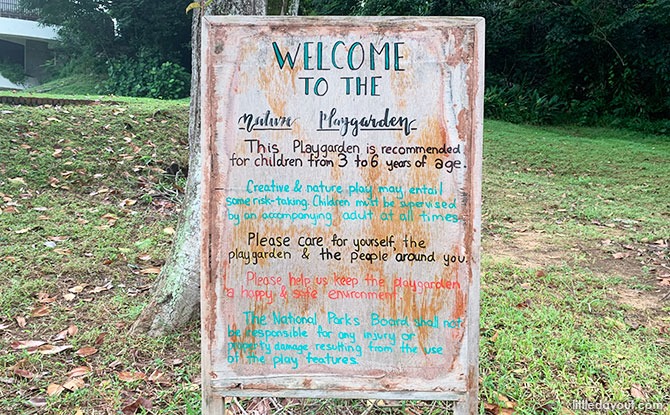 WELCOME
TO THE
Nature Playgarden
This Playgarden is recommended
for children from 3 to 6 years of age.
Creative & nature play may entail
some risk-taking. Children must be supervised
by an accompanying adult at all times.
Please care for yourself, the
playgarden & the people around you.
Please help us keep the playgarden
a happy & safe environment.
The National Parks Board shall not
be responsible for any injury or
property damage resulting from the use
of the play features.
littledayout.com